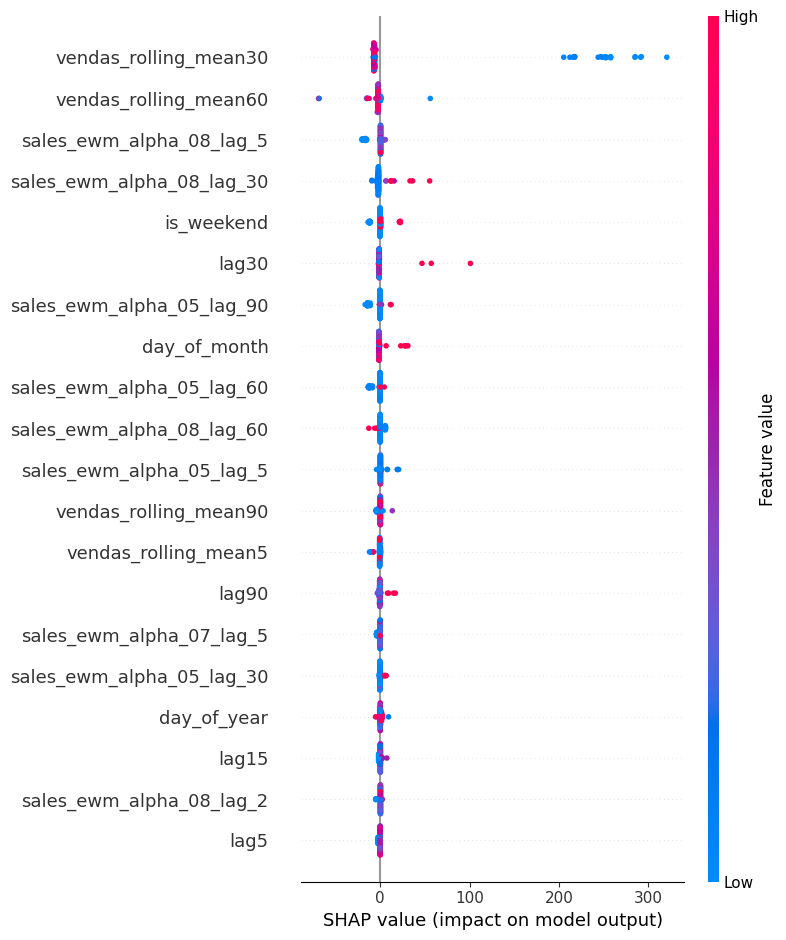 High
vendas_rolling_mean30
vendas_rolling_mean60
sales_ewm_alpha_08_lag_5
sales_ewm_alpha_08_lag_30
is_weekend
lag30
sales_ewm_alpha_05_lag_90
day_of_month
sales_ewm_alpha_05_lag_60
sales_ewm_alpha_08_lag_60
sales_ewm_alpha_05_lag_5
vendas_rolling_mean90
vendas_rolling_mean5
lag90
sales_ewm_alpha_07_lag_5
sales_ewm_alpha_05_lag_30
day_of_year
lag15
sales_ewm_alpha_08_lag_2
lag5
Feature value
Low
0 100 200 300
SHAP value (impact on model output)